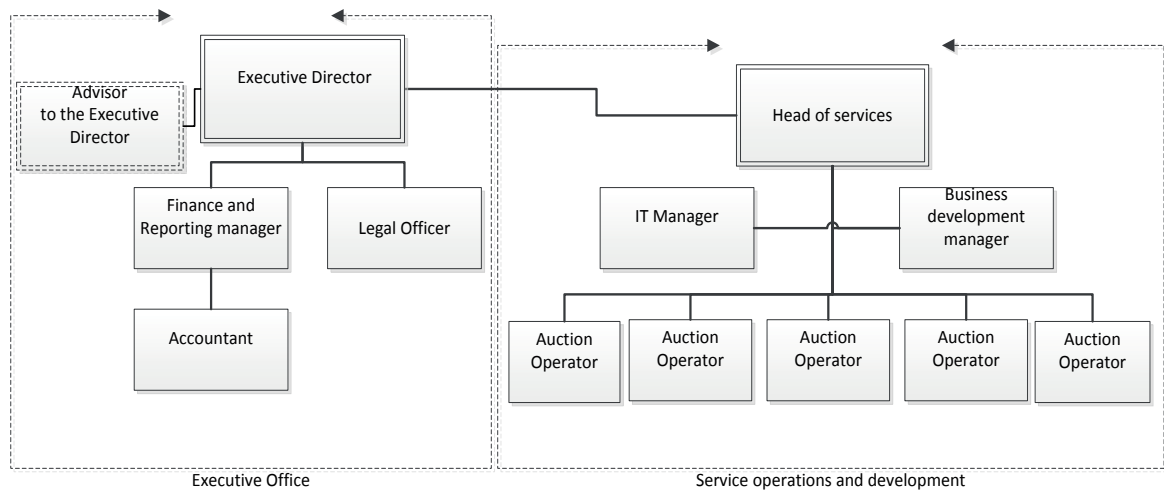 Executive Director
Advisor
to the Executive
Director
Finance and
Reporting manager
Legal Officer
Accountant
Executive Office
Head of services
IT Manager
Business
development
manager
Auction
Operator
Auction
Operator
Auction
Operator
Auction
Operator
Auction
Operator
Service operations and development